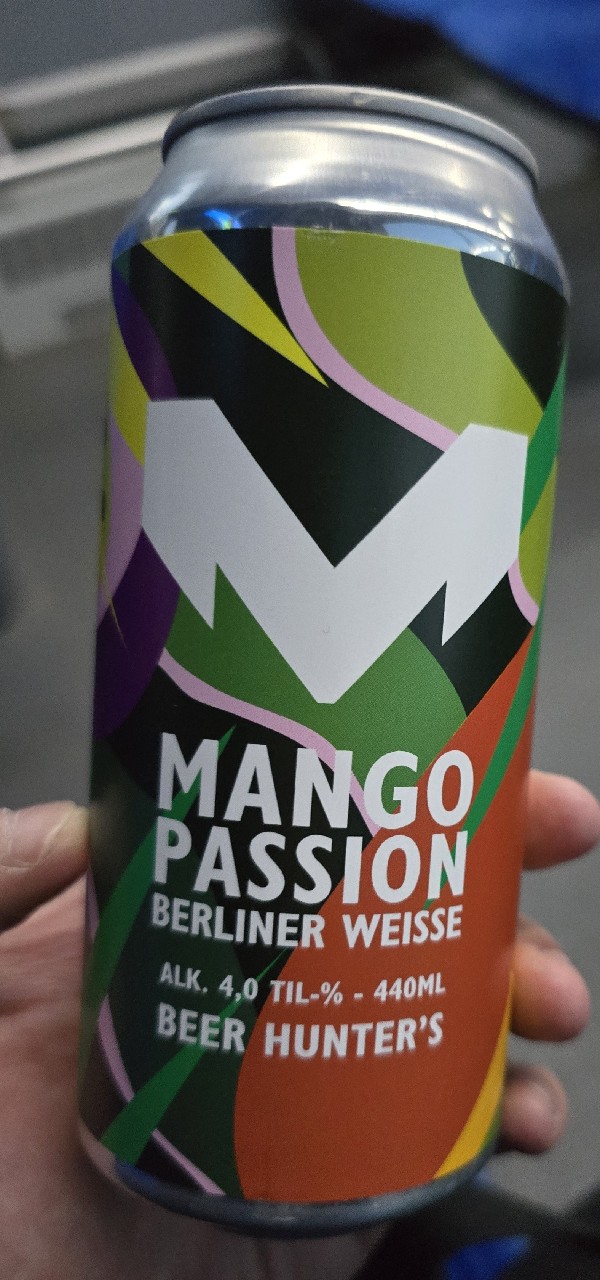 MANGO
PASSION
BERLINER WEISSE
ALK. 4,0 TIL-% - 440ML
BEER HUNTER'S